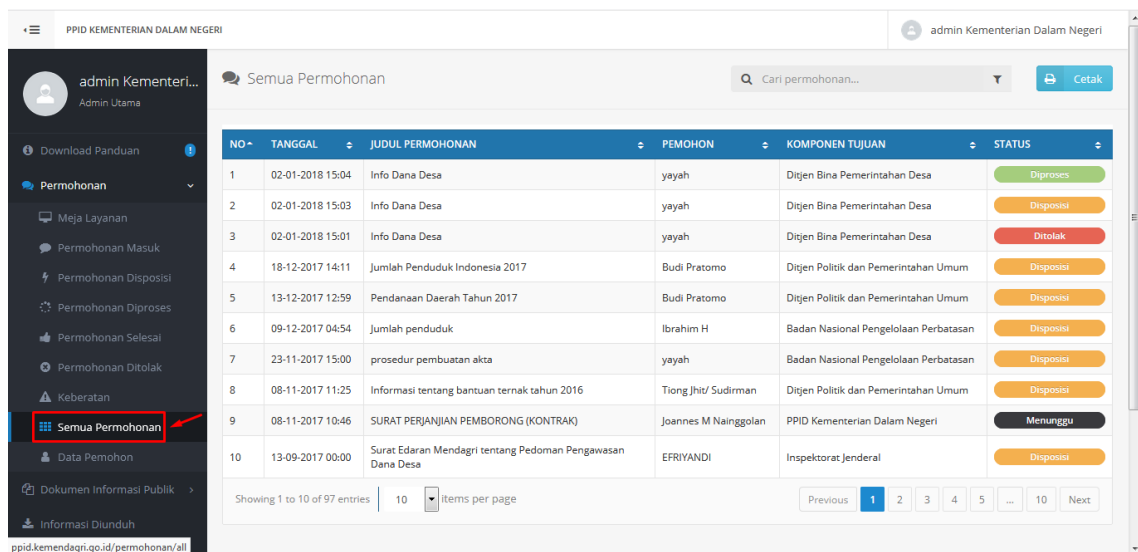 PPID KEMENTERIAN DALAM NEGERI
admin Kementerian Dalam Negeri
admin Kementeri...
Admin Utama
Download Panduan
Permohonan
Meja Layanan
Permohonan Masuk
Permohonan Disposisi
Permohonan Diproses
Permohonan Selesai
Permohonan Ditolak
Keberatan
Semua Permohonan
Data Pemohon
Dokumen Informasi Publik
Informasi Diunduh
ppid.kemendagri.go.id/permohonan/all
Semua Permohonan
Cari permohonan...
Cetak
NO TANGGAL JUDUL PERMOHONAN PEMOHON KOMPONEN TUJUAN STATUS
1 02-01-2018 15:04 Info Dana Desa yayah Ditjen Bina Pemerintahan Desa Diproses
2 02-01-2018 15:03 Info Dana Desa yayah Ditjen Bina Pemerintahan Desa Disposisi
3 02-01-2018 15:01 Info Dana Desa yayah Ditjen Bina Pemerintahan Desa Ditolak
4 18-12-2017 14:11 Jumlah Penduduk Indonesia 2017 Budi Pratomo Ditjen Politik dan Pemerintahan Umum Disposisi
5 13-12-2017 12:59 Pendanaan Daerah Tahun 2017 Budi Pratomo Ditjen Politik dan Pemerintahan Umum Disposisi
6 09-12-2017 04:54 Jumlah penduduk Ibrahim H Badan Nasional Pengelolaan Perbatasan Disposisi
7 23-11-2017 15:00 prosedur pembuatan akta yayah Badan Nasional Pengelolaan Perbatasan Disposisi
8 08-11-2017 11:25 Informasi tentang bantuan ternak tahun 2016 Tiong Jhit/ Sudirman Ditjen Politik dan Pemerintahan Umum Disposisi
9 08-11-2017 10:46 SURAT PERJANJIAN PEMBORONG (KONTRAK) Joannes M Nainggolan PPID Kementerian Dalam Negeri Menunggu
10 13-09-2017 00:00 Surat Edaran Mendagri tentang Pedoman Pengawasan
Dana Desa EFRIYANDI Inspektorat Jenderal Disposisi
Showing 1 to 10 of 97 entries 10 items per page Previous 1 2 3 4 5 ... 10 Next